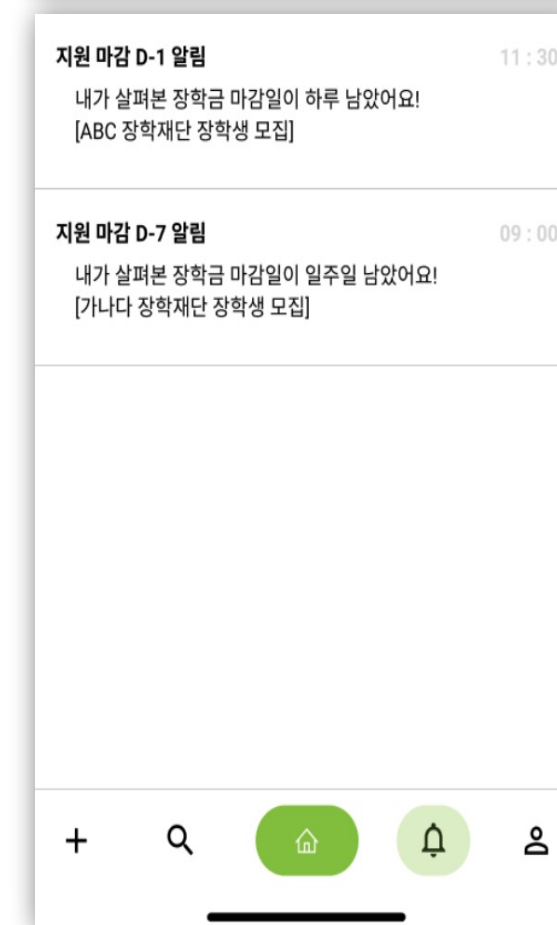 지원 마감 D-1 알림 11 : 30
내가 살펴본 장학금 마감일이 하루 남았어요!
[ABC 장학재단 장학생 모집]
지원 마감 D-7 알림 09 : 00
내가 살펴본 장학금 마감일이 일주일 남았어요!
[가나다 장학재단 장학생 모집]